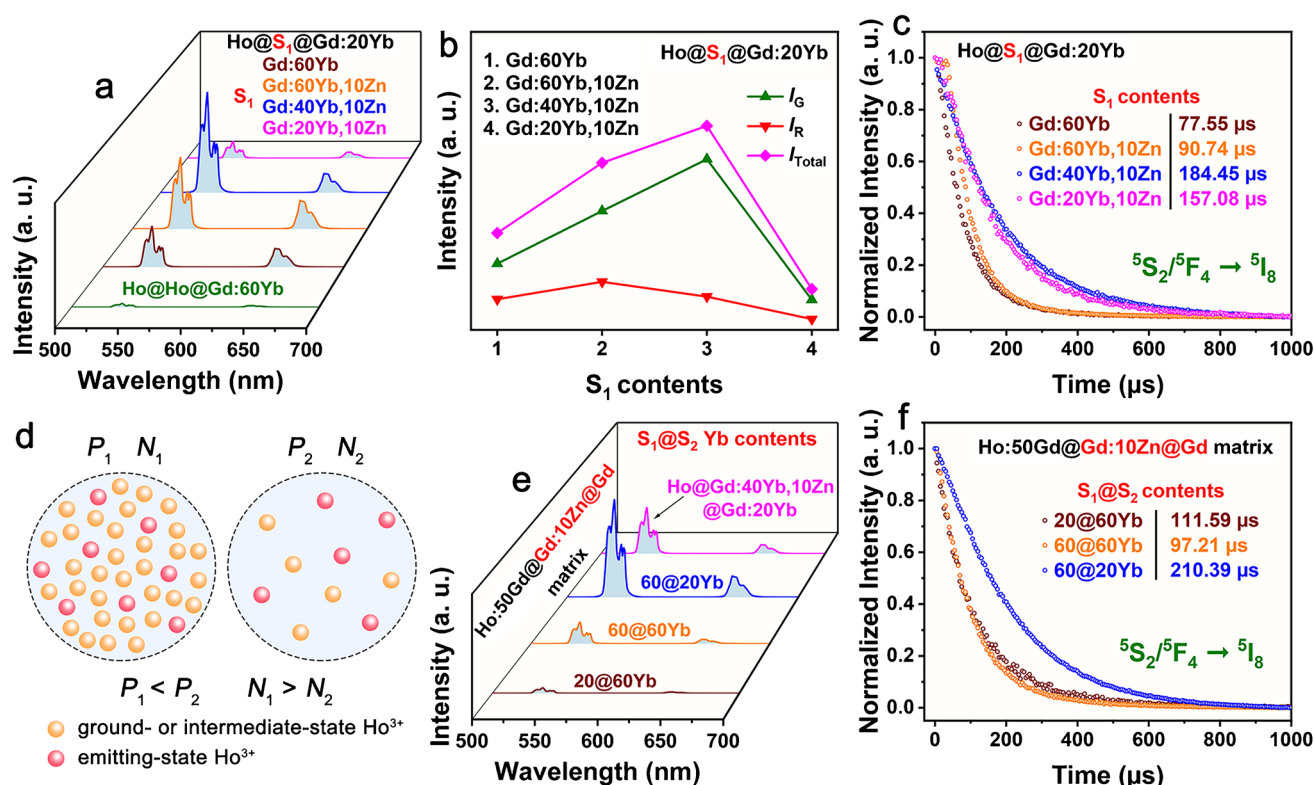 a
Ho@S₁@Gd:20Yb
Gd:60Yb
Gd:60Yb,10Zn
S₁
Gd:40Yb,10Zn
Gd:20Yb,10Zn
Ho@Ho@Gd:60Yb
Intensity (a. u.)
500 550 600 650 700
Wavelength (nm)
b
1. Gd:60Yb
2. Gd:60Yb,10Zn
3. Gd:40Yb,10Zn
4. Gd:20Yb,10Zn
Ho@S₁@Gd:20Yb
I_G
I_R
I_Total
Intensity (a. u.)
1 2 3 4
S₁ contents
c
Ho@S₁@Gd:20Yb
S₁ contents
Gd:60Yb 77.55 µs
Gd:60Yb,10Zn 90.74 µs
Gd:40Yb,10Zn 184.45 µs
Gd:20Yb,10Zn 157.08 µs
⁵S₂/⁵F₄ → ⁵I₈
Normalized Intensity (a. u.)
1.0
0.8
0.6
0.4
0.2
0.0
0 200 400 600 800 1000
Time (µs)
d
P₁ N₁
P₂ N₂
P₁ < P₂ N₁ > N₂
ground- or intermediate-state Ho³⁺
emitting-state Ho³⁺
e
S₁@S₂ Yb contents
Ho:50Gd@Gd:10Zn@Gd
matrix
Ho@Gd:40Yb,10Zn
@Gd:20Yb
60@20Yb
60@60Yb
20@60Yb
Intensity (a. u.)
500 550 600 650 700
Wavelength (nm)
f
Ho:50Gd@Gd:10Zn@Gd matrix
S₁@S₂ contents
20@60Yb 111.59 µs
60@60Yb 97.21 µs
60@20Yb 210.39 µs
⁵S₂/⁵F₄ → ⁵I₈
Normalized Intensity (a. u.)
1.0
0.8
0.6
0.4
0.2
0.0
0 200 400 600 800 1000
Time (µs)